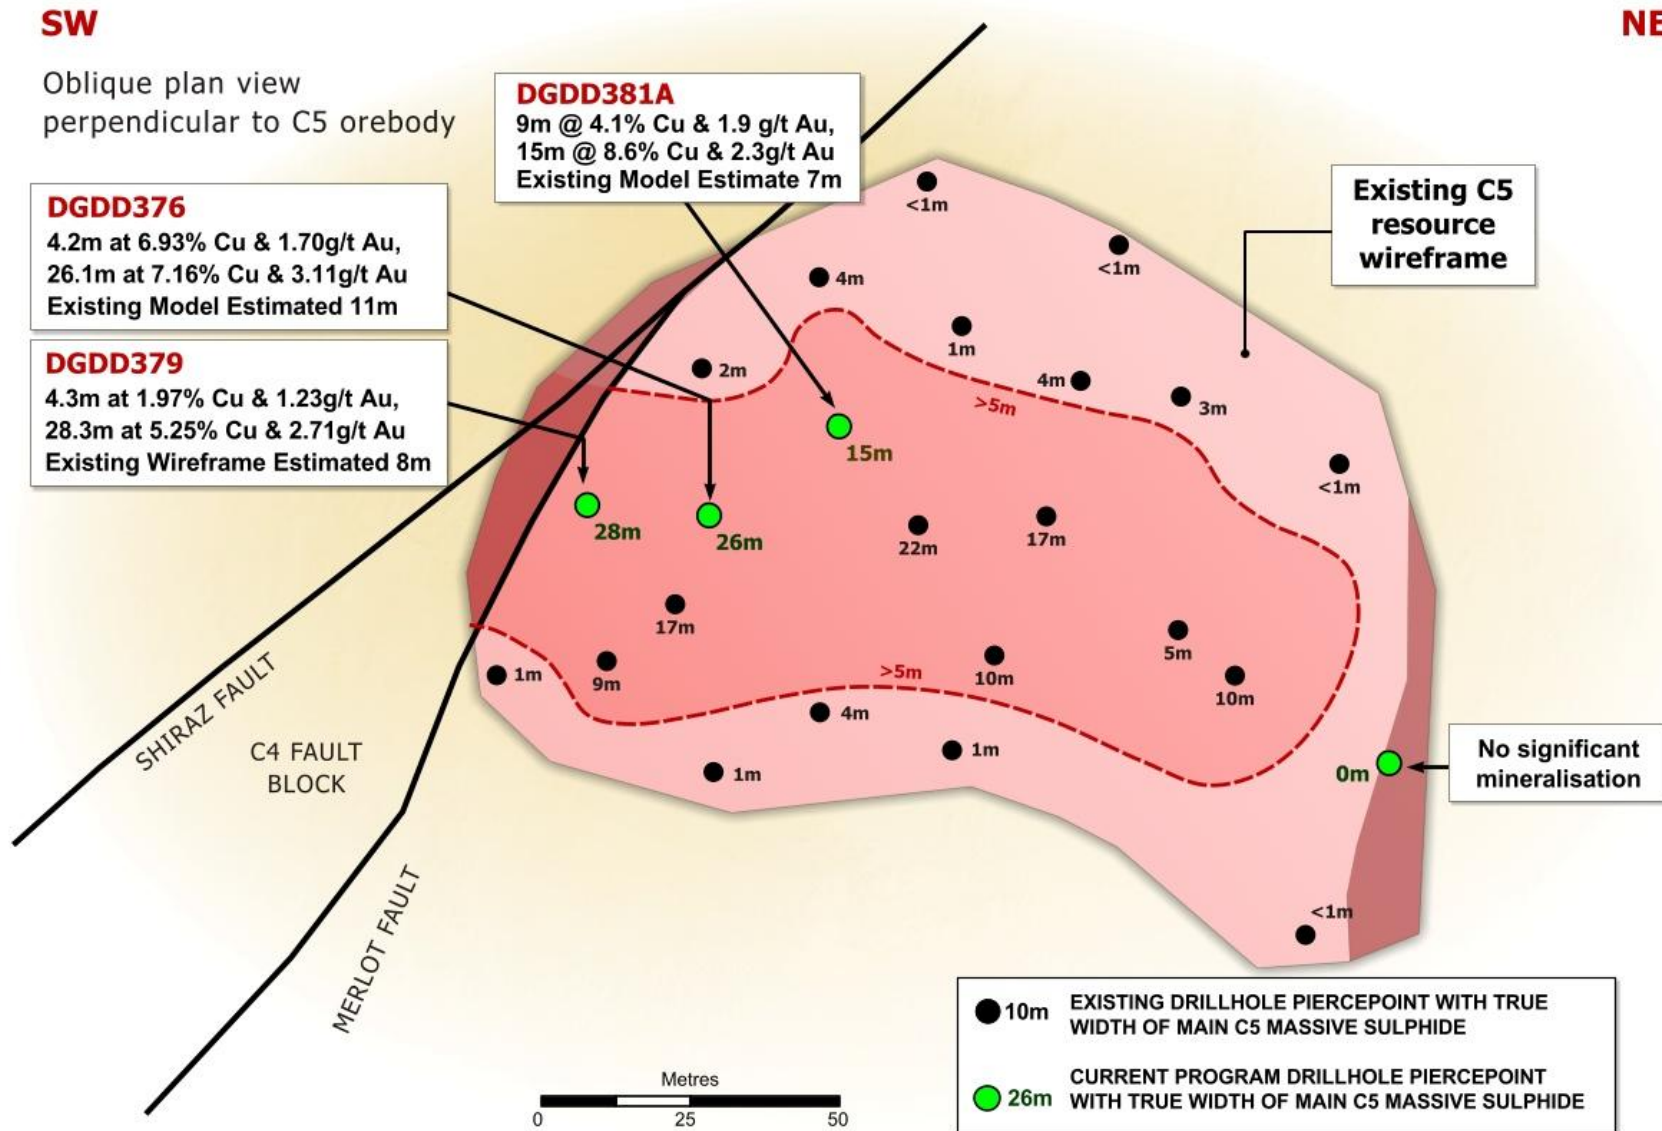 SW
NE
Oblique plan view
perpendicular to C5 orebody
DGDD381A
9m @ 4.1% Cu & 1.9 g/t Au,
15m @ 8.6% Cu & 2.3g/t Au
Existing Model Estimate 7m
DGDD376
4.2m at 6.93% Cu & 1.70g/t Au,
26.1m at 7.16% Cu & 3.11g/t Au
Existing Model Estimated 11m
DGDD379
4.3m at 1.97% Cu & 1.23g/t Au,
28.3m at 5.25% Cu & 2.71g/t Au
Existing Wireframe Estimated 8m
Existing C5
resource
wireframe
<1m
<1m
4m
1m
2m
4m
3m
>5m
15m
<1m
28m
26m
22m
17m
17m
5m
1m
9m
>5m
10m
10m
4m
1m
1m
0m
No significant
mineralisation
<1m
SHIRAZ FAULT
C4 FAULT
BLOCK
MERLOT FAULT
Metres
0 25 50
10m EXISTING DRILLHOLE PIERCEPOINT WITH TRUE
WIDTH OF MAIN C5 MASSIVE SULPHIDE
26m CURRENT PROGRAM DRILLHOLE PIERCEPOINT
WITH TRUE WIDTH OF MAIN C5 MASSIVE SULPHIDE